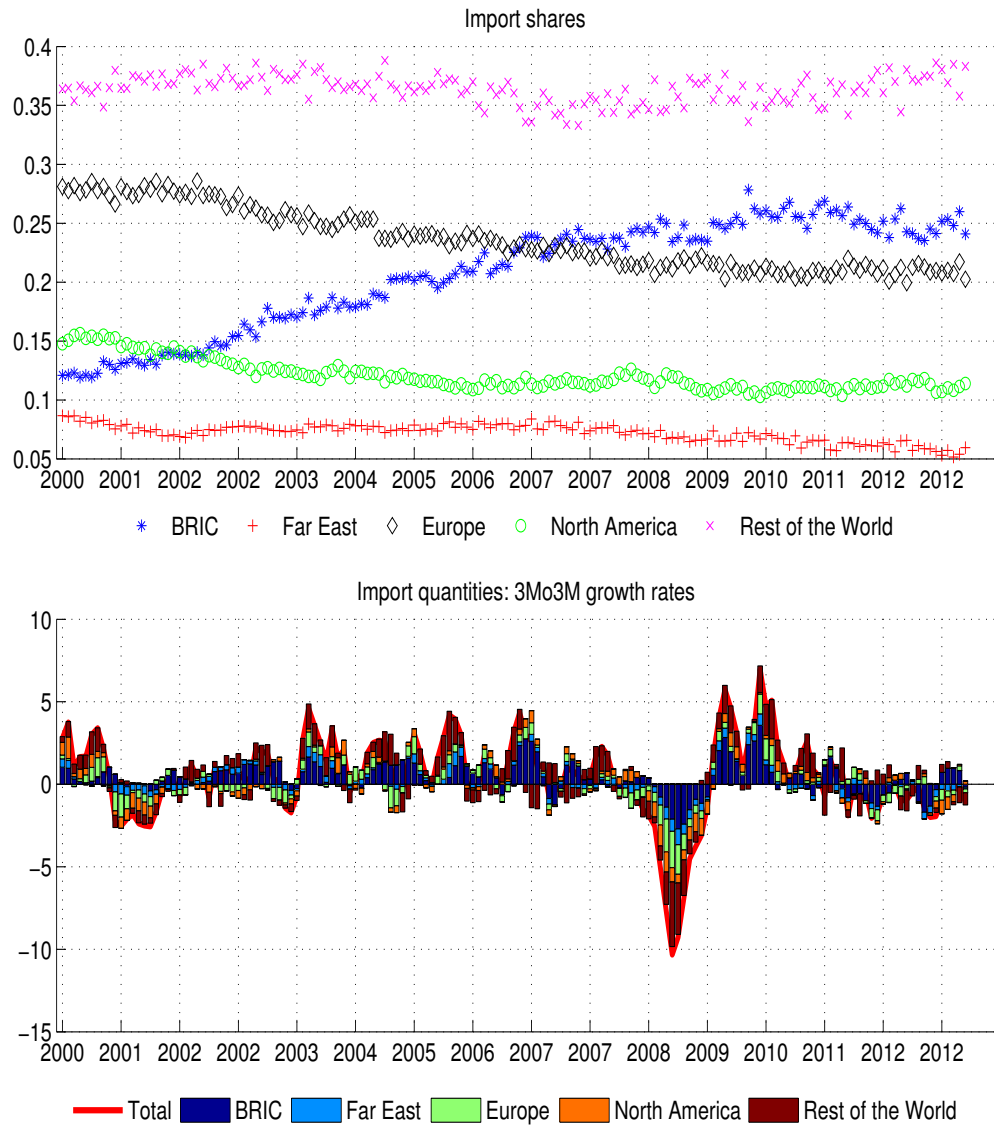 Import shares
0.4
0.35
0.3
0.25
0.2
0.15
0.1
0.05
2000 2001 2002 2002 2003 2004 2005 2006 2007 2007 2008 2009 2010 2011 2012 2012
BRIC Far East Europe North America Rest of the World
Import quantities: 3Mo3M growth rates
10
5
0
−5
−10
−15
2000 2001 2002 2002 2003 2004 2005 2006 2007 2007 2008 2009 2010 2011 2012 2012
Total BRIC Far East Europe North America Rest of the World